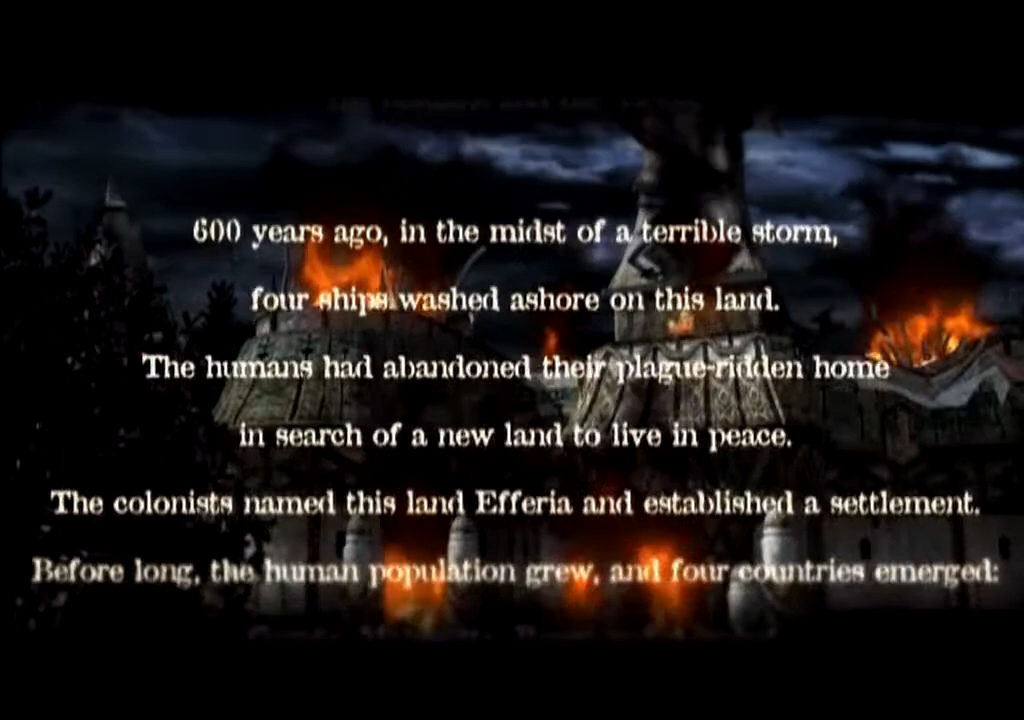 600 years ago, in the midst of a terrible storm,
four ships washed ashore on this land.
The humans had abandoned their plague-ridden home
in search of a new land to live in peace.
The colonists named this land Efferia and established a settlement.
Before long, the human population grew, and four countries emerged: